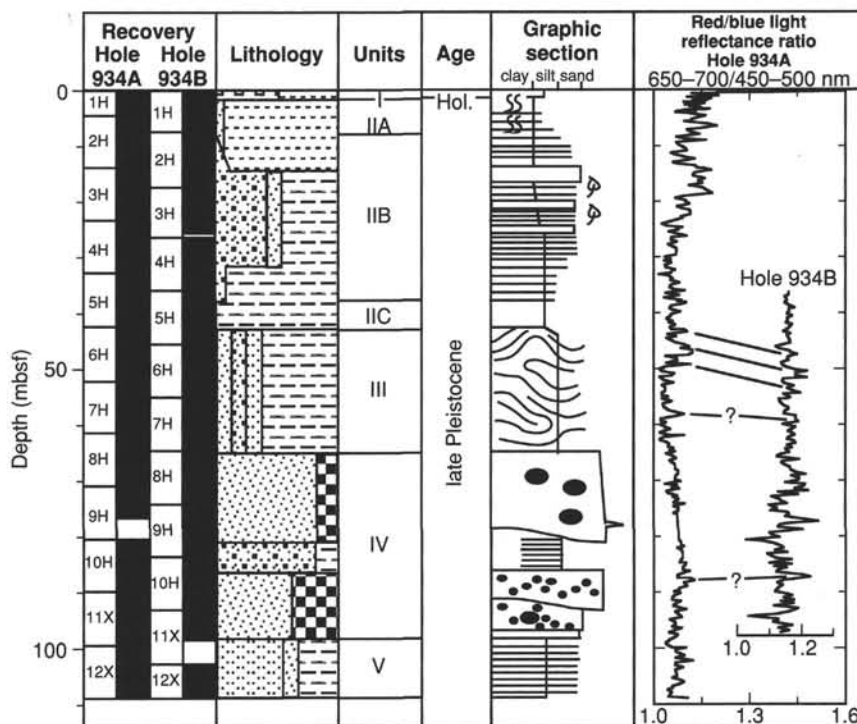 Recovery
Hole Hole
934A 934B
Lithology
Units
Age
Graphic
section
clay silt sand
Red/blue light
reflectance ratio
Hole 934A
650–700/450–500 nm
Depth (mbsf)
0
50
100
1H
2H
3H
4H
5H
6H
7H
8H
9H
10H
11X
12X
1H
2H
3H
4H
5H
6H
7H
8H
9H
10H
11X
12X
I
IIA
IIB
IIC
III
IV
V
Hol.
late Pleistocene
Hole 934B
?
?
1.0 1.2
1.0 1.3 1.6